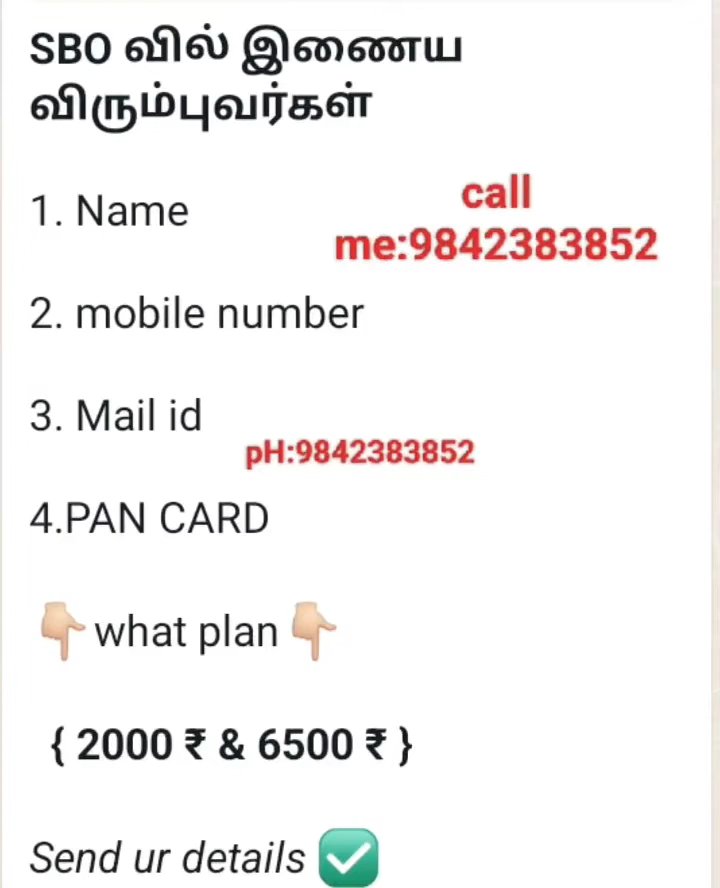 SBO வில் இணைய
விரும்புவர்கள்
1. Name
call
me:9842383852
2. mobile number
3. Mail id
pH:9842383852
4.PAN CARD
👇🏻 what plan 👇🏻
{ 2000 ₹ & 6500 ₹ }
Send ur details ✅